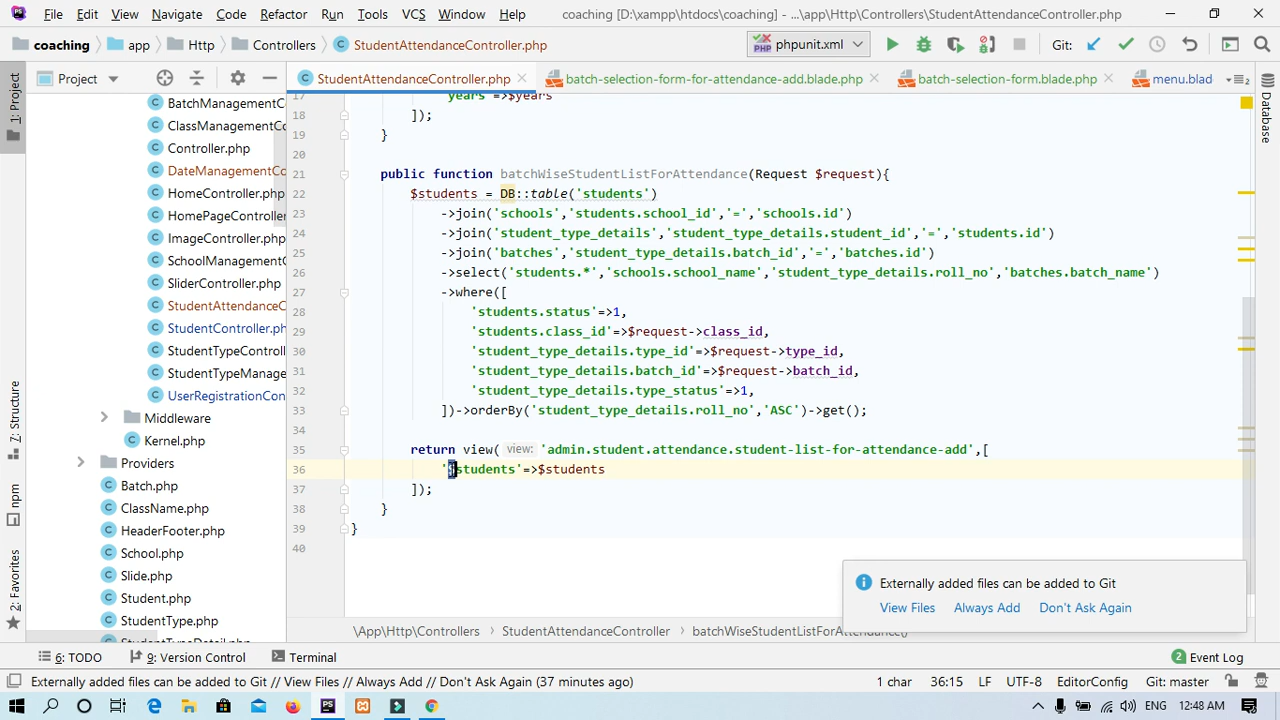 File Edit View Navigate Code Refactor Run Tools VCS Window Help coaching [D:\xampp\htdocs\coaching] - ...\app\Http\Controllers\StudentAttendanceController.php
coaching app Http Controllers StudentAttendanceController.php phpunit.xml Git:
Project StudentAttendanceController.php batch-selection-form-for-attendance-add.blade.php batch-selection-form.blade.php menu.blad
1: Project
Z: Structure
npm
2: Favorites
Database
BatchManagementC
ClassManagementCo
Controller.php
DateManagementCo
HomeController.php
HomePageController
ImageController.php
SchoolManagement
SliderController.php
StudentAttendanceC
StudentController.ph
StudentTypeControl
StudentTypeManage
UserRegistrationCon
Middleware
Kernel.php
Providers
Batch.php
ClassName.php
HeaderFooter.php
School.php
Slide.php
Student.php
StudentType.php
StudentTypeDetail.php
17 'years'=>$years
18 ]);
19 }
20
21 public function batchWiseStudentListForAttendance(Request $request){
22 $students = DB::table('students')
23 ->join('schools','students.school_id','=','schools.id')
24 ->join('student_type_details','student_type_details.student_id','=','students.id')
25 ->join('batches','student_type_details.batch_id','=','batches.id')
26 ->select('students.*','schools.school_name','student_type_details.roll_no','batches.batch_name')
27 ->where([
28 'students.status'=>1,
29 'students.class_id'=>$request->class_id,
30 'student_type_details.type_id'=>$request->type_id,
31 'student_type_details.batch_id'=>$request->batch_id,
32 'student_type_details.type_status'=>1,
33 ])->orderBy('student_type_details.roll_no','ASC')->get();
34
35 return view( view: 'admin.student.attendance.student-list-for-attendance-add',[
36 '$students'=>$students
37 ]);
38 }
39 }
40
Externally added files can be added to Git
View Files Always Add Don't Ask Again
\App\Http\Controllers StudentAttendanceController batchWiseStudentListForAttendance()
6: TODO 9: Version Control Terminal 2 Event Log
Externally added files can be added to Git // View Files // Always Add // Don't Ask Again (37 minutes ago) 1 char 36:15 LF UTF-8 EditorConfig Git: master
12:48 AM